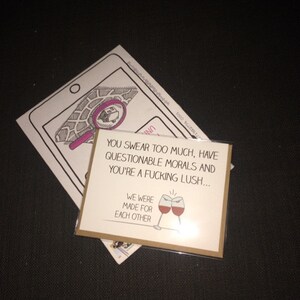 YOU SWEAR TOO MUCH, HAVE
QUESTIONABLE MORALS AND
YOU'RE A FUCKING LUSH...
WE WERE
MADE FOR
EACH OTHER